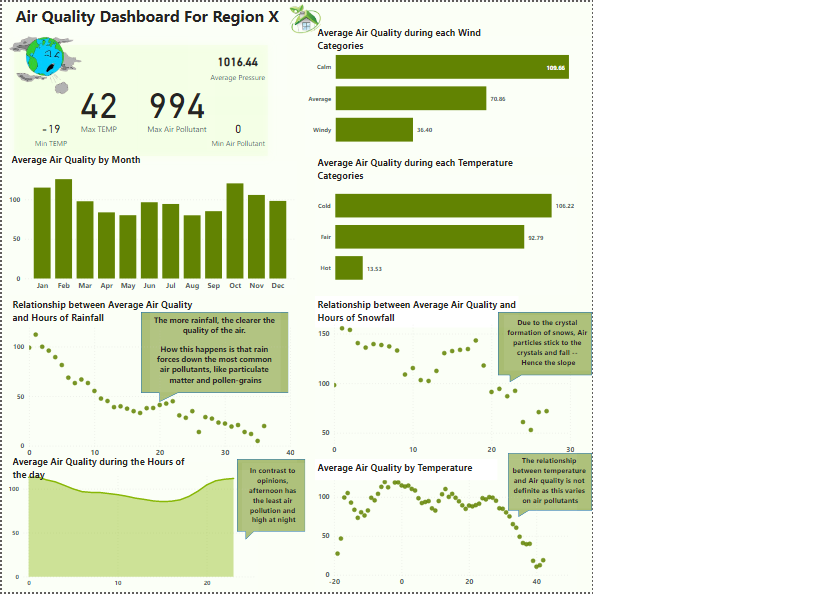 Air Quality Dashboard For Region X
1016.44
Average Pressure
42
Max TEMP
994
Max Air Pollutant
-19
Min TEMP
0
Min Air Pollutant
Average Air Quality during each Wind
Categories
Calm
109.66
Average
70.86
Windy
36.40
Average Air Quality by Month
100
50
0
Jan Feb Mar Apr May Jun Jul Aug Sep Oct Nov Dec
Average Air Quality during each Temperature
Categories
Cold
106.22
Fair
92.79
Hot
13.53
Relationship between Average Air Quality
and Hours of Rainfall
The more rainfall, the clearer the
quality of the air.
How this happens is that rain
forces down the most common
air pollutants, like particulate
matter and pollen-grains
100
50
0
0 10 20 30 40
Relationship between Average Air Quality and
Hours of Snowfall
Due to the crystal
formation of snows, Air
particles stick to the
crystals and fall --
Hence the slope
150
100
50
0 10 20 30
Average Air Quality during the Hours of
the day
In contrast to
opinions,
afternoon has
the least air
pollution and
high at night
100
50
0
0 10 20
Average Air Quality by Temperature
The relationship
between temperature
and Air quality is not
definite as this varies
on air pollutants
100
50
0
-20 0 20 40